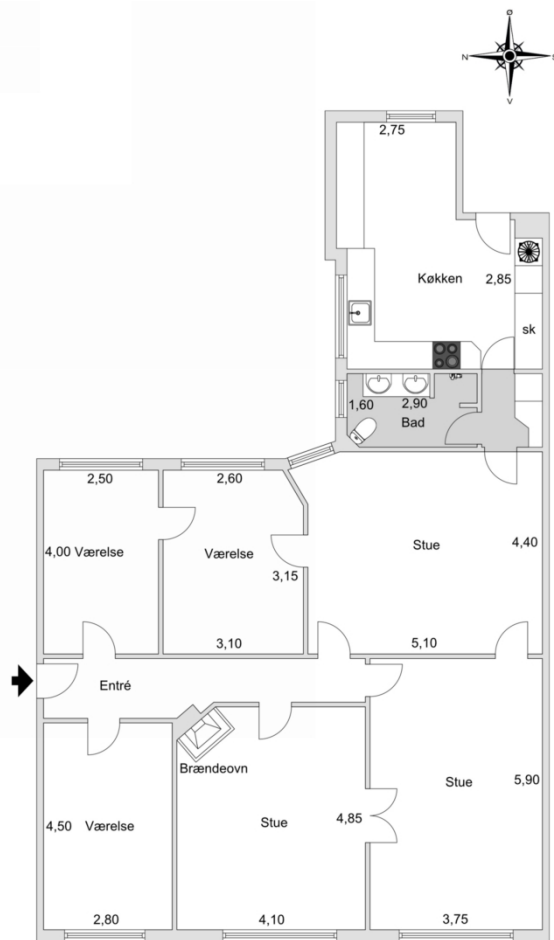 Ø
N
S
V
2,75
Køkken
2,85
sk
1,60
2,90
Bad
2,50
2,60
4,00 Værelse
Værelse
Stue
4,40
3,15
3,10
5,10
Entré
Brændeovn
Stue
5,90
4,50
Værelse
Stue
4,85
2,80
4,10
3,75